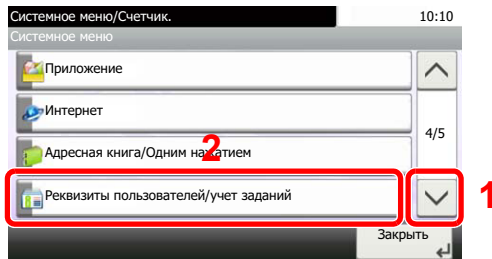 Системное меню/Счетчик. 10:10
Системное меню
Приложение
Интернет
4/5
2
Адресная книга/Одним нажатием
Реквизиты пользователей/учет заданий
1
Закрыть